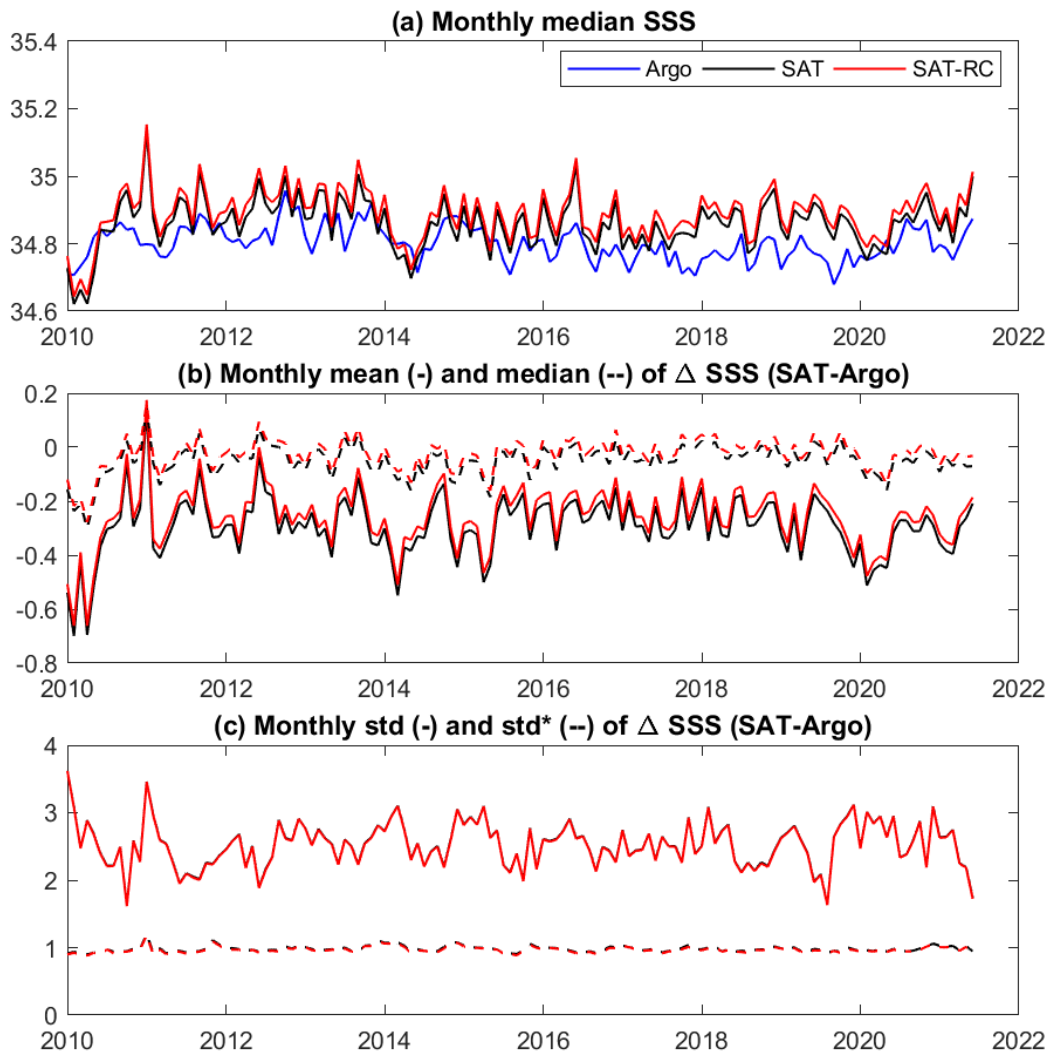 (a) Monthly median SSS
35.4
Argo SAT SAT-RC
35.2
35
34.8
34.6
2010 2012 2014 2016 2018 2020 2022
(b) Monthly mean (-) and median (--) of Δ SSS (SAT-Argo)
0.2
0
-0.2
-0.4
-0.6
-0.8
2010 2012 2014 2016 2018 2020 2022
(c) Monthly std (-) and std* (--) of Δ SSS (SAT-Argo)
4
3
2
1
0
2010 2012 2014 2016 2018 2020 2022